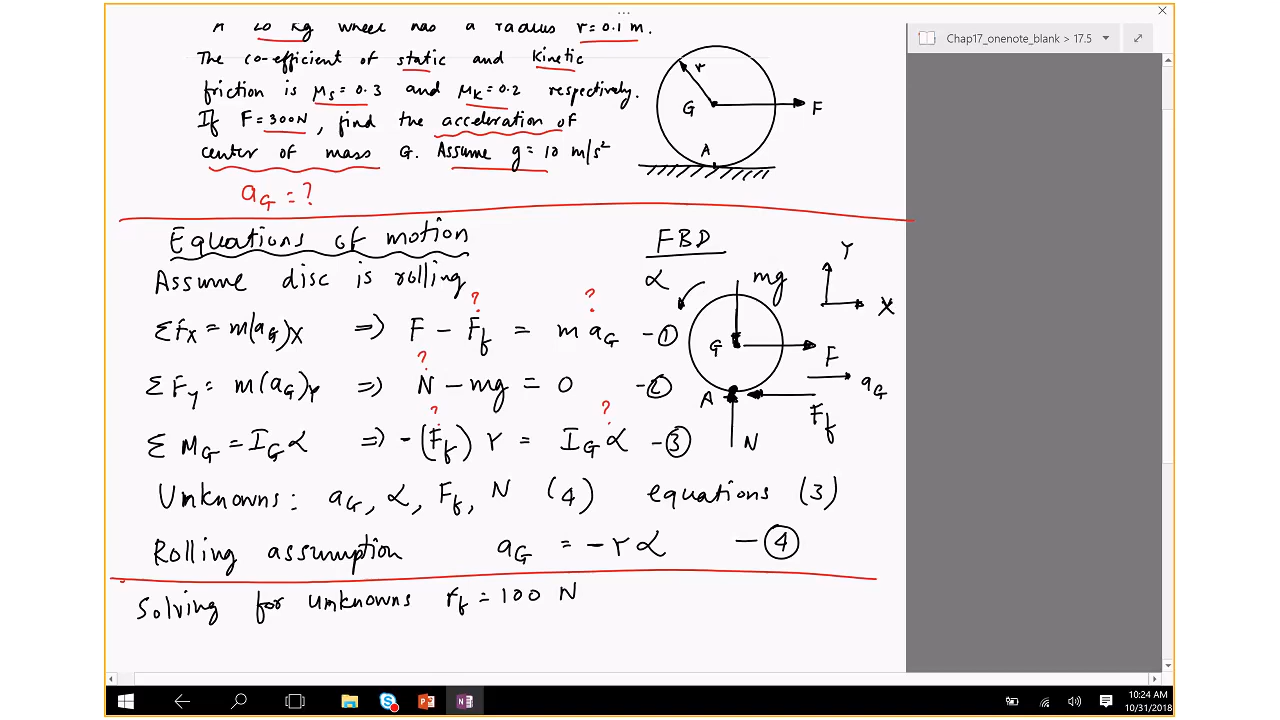 A 20 kg wheel has a radius r = 0.1 m.
The co-efficient of static and kinetic
friction is μs = 0.3 and μK = 0.2 respectively.
If F = 300N, find the acceleration of
center of mass G. Assume g = 10 m/s²
aG = ?
r
G
F
A
Equations of motion
Assume disc is rolling
ΣFX = m(aG)X => F - Ff = m aG - ①
? ?
ΣFY = m(aG)Y => N - mg = 0 - ②
?
ΣMG = IG α => -(Ff) r = IG α - ③
? ?
Unknowns: aG, α, Ff, N (4) equations (3)
Rolling assumption aG = - r α - ④
Solving for unknowns Ff = 100 N
FBD
α
mg
Y
X
G
F
aG
A
Ff
N
Chap17_onenote_blank > 17.5
10:24 AM
10/31/2018